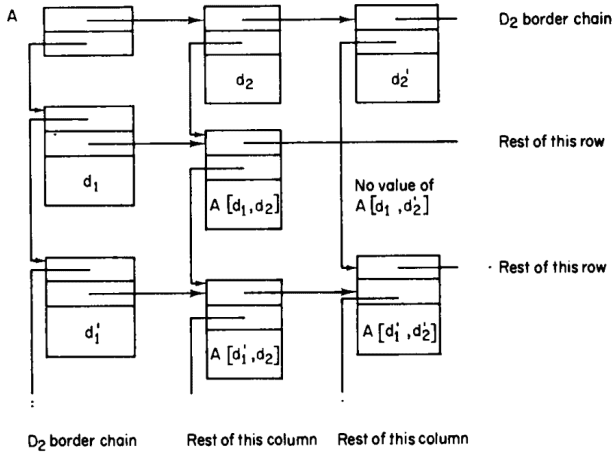 A
D₂ border chain
d₂
d₂'
Rest of this row
d₁
A [d₁, d₂]
No value of
A [d₁, d₂']
Rest of this row
d₁'
A [d₁', d₂]
A [d₁', d₂']
D₂ border chain
Rest of this column
Rest of this column